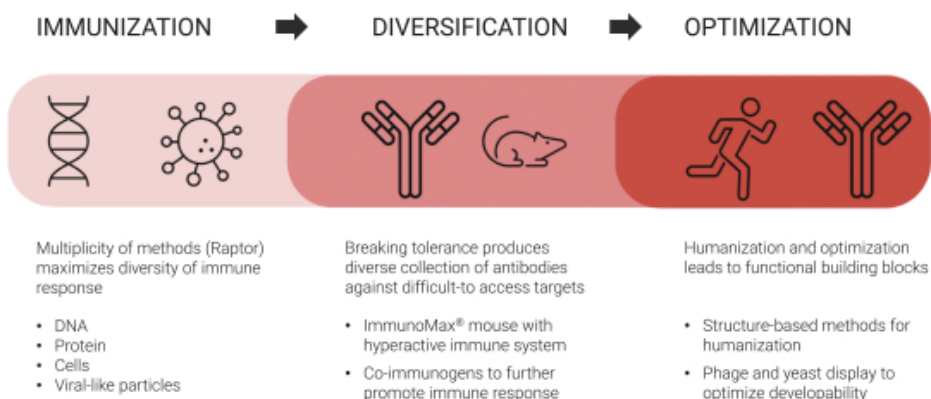 IMMUNIZATION
DIVERSIFICATION
OPTIMIZATION
Multiplicity of methods (Raptor)
maximizes diversity of immune
response
• DNA
• Protein
• Cells
• Viral-like particles
Breaking tolerance produces
diverse collection of antibodies
against difficult-to access targets
• ImmunoMax® mouse with
hyperactive immune system
• Co-immunogens to further
promote immune response
Humanization and optimization
leads to functional building blocks
• Structure-based methods for
humanization
• Phage and yeast display to
optimize developability